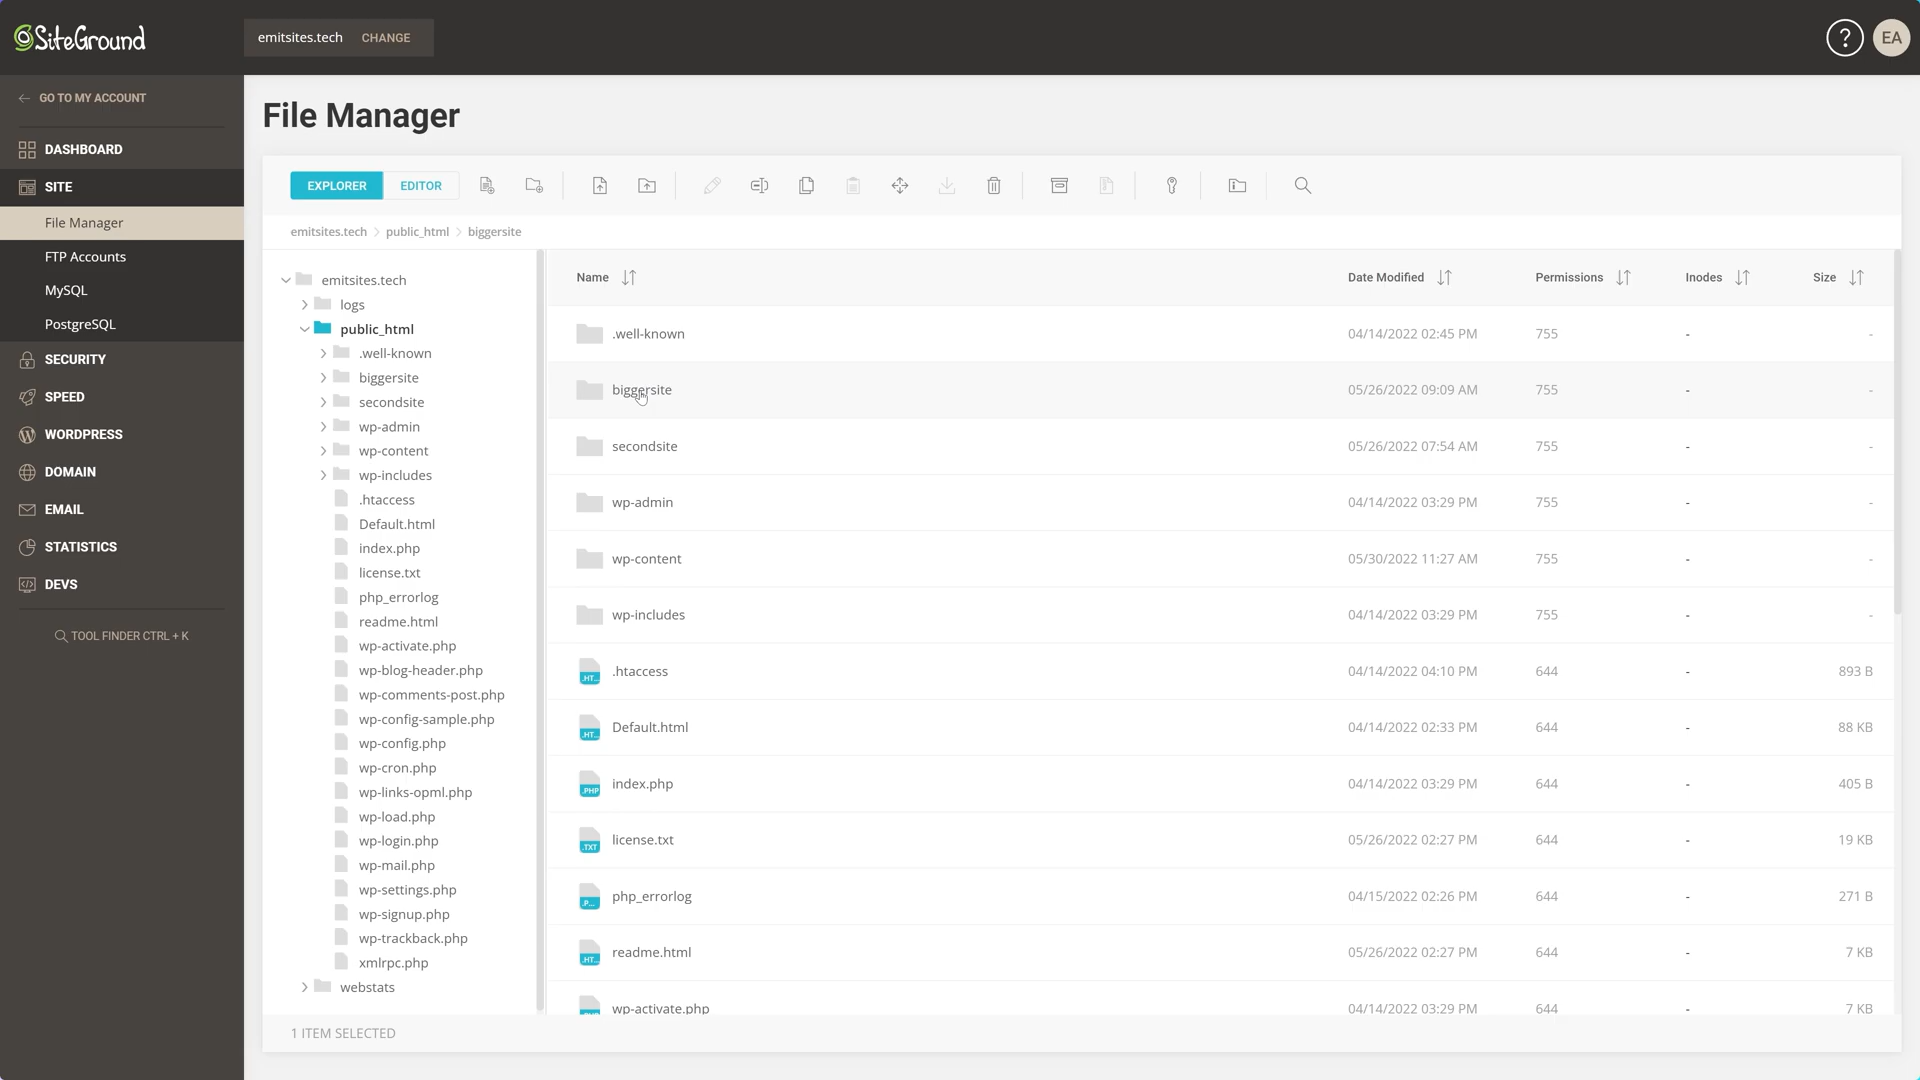 SiteGround
emitsites.tech CHANGE
?
EA
GO TO MY ACCOUNT
DASHBOARD
SITE
File Manager
FTP Accounts
MySQL
PostgreSQL
SECURITY
SPEED
WORDPRESS
DOMAIN
EMAIL
STATISTICS
DEVS
TOOL FINDER CTRL + K
File Manager
EXPLORER EDITOR
emitsites.tech > public_html > biggersite
emitsites.tech
logs
public_html
.well-known
biggersite
secondsite
wp-admin
wp-content
wp-includes
.htaccess
Default.html
index.php
license.txt
php_errorlog
readme.html
wp-activate.php
wp-blog-header.php
wp-comments-post.php
wp-config-sample.php
wp-config.php
wp-cron.php
wp-links-opml.php
wp-load.php
wp-login.php
wp-mail.php
wp-settings.php
wp-signup.php
wp-trackback.php
xmlrpc.php
webstats
Name Date Modified Permissions Inodes Size
.well-known 04/14/2022 02:45 PM 755 - -
biggersite 05/26/2022 09:09 AM 755 - -
secondsite 05/26/2022 07:54 AM 755 - -
wp-admin 04/14/2022 03:29 PM 755 - -
wp-content 05/30/2022 11:27 AM 755 - -
wp-includes 04/14/2022 03:29 PM 755 - -
.HT... .htaccess 04/14/2022 04:10 PM 644 - 893 B
.HT... Default.html 04/14/2022 02:33 PM 644 - 88 KB
.PHP index.php 04/14/2022 03:29 PM 644 - 405 B
.TXT license.txt 05/26/2022 02:27 PM 644 - 19 KB
.P... php_errorlog 04/15/2022 02:26 PM 644 - 271 B
.HT... readme.html 05/26/2022 02:27 PM 644 - 7 KB
wp-activate.php 04/14/2022 03:29 PM 644 - 7 KB
1 ITEM SELECTED